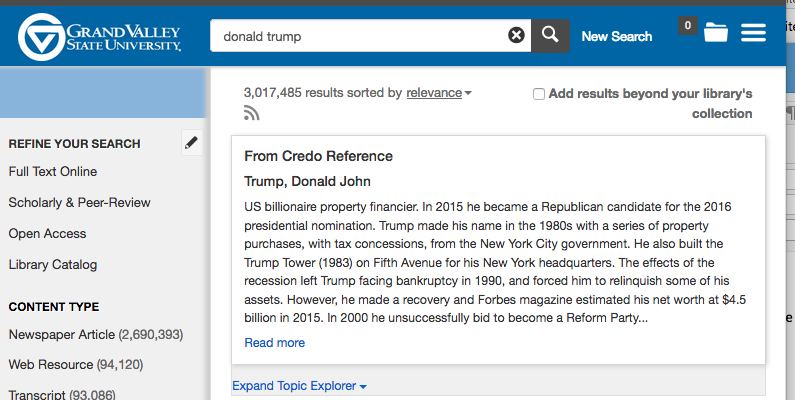 GRAND VALLEY
STATE UNIVERSITY.
donald trump
New Search
0
3,017,485 results sorted by relevance
Add results beyond your library's
collection
REFINE YOUR SEARCH
Full Text Online
Scholarly & Peer-Review
Open Access
Library Catalog
CONTENT TYPE
Newspaper Article (2,690,393)
Web Resource (94,120)
Transcript (93,086)
From Credo Reference
Trump, Donald John
US billionaire property financier. In 2015 he became a Republican candidate for the 2016
presidential nomination. Trump made his name in the 1980s with a series of property
purchases, with tax concessions, from the New York City government. He also built the
Trump Tower (1983) on Fifth Avenue for his New York headquarters. The effects of the
recession left Trump facing bankruptcy in 1990, and forced him to relinquish some of his
assets. However, he made a recovery and Forbes magazine estimated his net worth at $4.5
billion in 2015. In 2000 he unsuccessfully bid to become a Reform Party...
Read more
Expand Topic Explorer